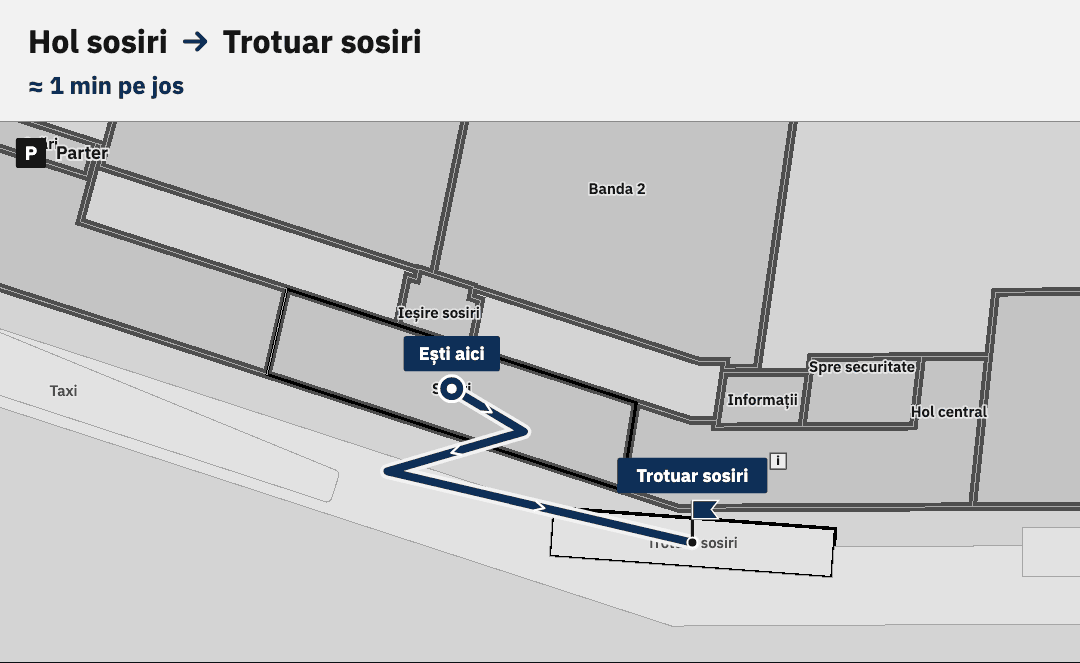 Hol sosiri → Trotuar sosiri
≈ 1 min pe jos
P Parter
Banda 2
Ieșire sosiri
Ești aici
Spre securitate
Taxi
Informații
Hol central
i
Trotuar sosiri
sosiri